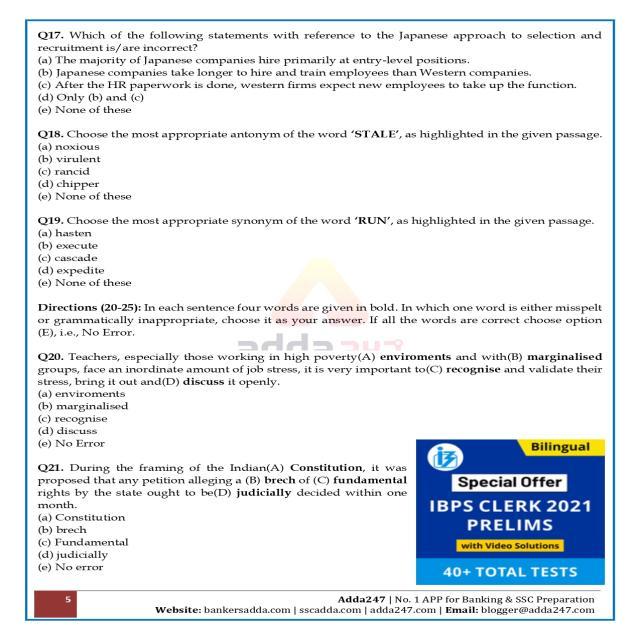 Q17. Which of the following statements with reference to the Japanese approach to selection and
recruitment is/are incorrect?
(a) The majority of Japanese companies hire primarily at entry-level positions.
(b) Japanese companies take longer to hire and train employees than Western companies.
(c) After the HR paperwork is done, western firms expect new employees to take up the function.
(d) Only (b) and (c)
(e) None of these
Q18. Choose the most appropriate antonym of the word ‘STALE’, as highlighted in the given passage.
(a) noxious
(b) virulent
(c) rancid
(d) chipper
(e) None of these
Q19. Choose the most appropriate synonym of the word ‘RUN’, as highlighted in the given passage.
(a) hasten
(b) execute
(c) cascade
(d) expedite
(e) None of these
Directions (20-25): In each sentence four words are given in bold. In which one word is either misspelt
or grammatically inappropriate, choose it as your answer. If all the words are correct choose option
(E), i.e., No Error.
adda 247
Q20. Teachers, especially those working in high poverty(A) enviroments and with(B) marginalised
groups, face an inordinate amount of job stress, it is very important to(C) recognise and validate their
stress, bring it out and(D) discuss it openly.
(a) enviroments
(b) marginalised
(c) recognise
(d) discuss
(e) No Error
Q21. During the framing of the Indian(A) Constitution, it was
proposed that any petition alleging a (B) brech of (C) fundamental
rights by the state ought to be(D) judicially decided within one
month.
(a) Constitution
(b) brech
(c) Fundamental
(d) judicially
(e) No error
Bilingual
Special Offer
IBPS CLERK 2021
PRELIMS
with Video Solutions
40+ TOTAL TESTS
5
Adda247 | No. 1 APP for Banking & SSC Preparation
Website: bankersadda.com | sscadda.com | adda247.com | Email: blogger@adda247.com